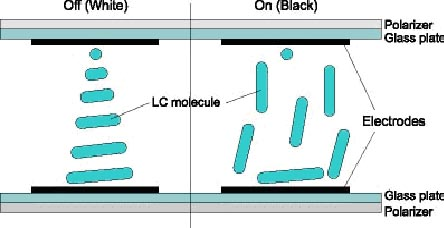 Off (White)
On (Black)
Polarizer
Glass plate
LC molecule
Electrodes
Glass plate
Polarizer